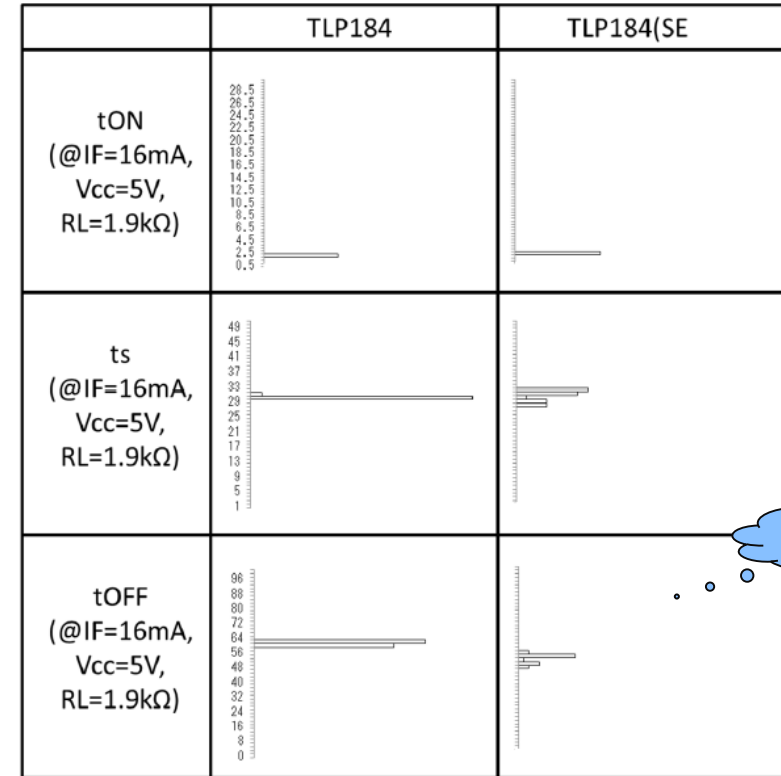 TLP184
TLP184(SE
tON
(@IF=16mA,
Vcc=5V,
RL=1.9kΩ)
28.5
26.5
24.5
22.5
20.5
18.5
16.5
14.5
12.5
10.5
8.5
6.5
4.5
2.5
0.5
ts
(@IF=16mA,
Vcc=5V,
RL=1.9kΩ)
49
45
41
37
33
29
25
21
17
13
9
5
1
tOFF
(@IF=16mA,
Vcc=5V,
RL=1.9kΩ)
96
88
80
72
64
56
48
40
32
24
16
8
0